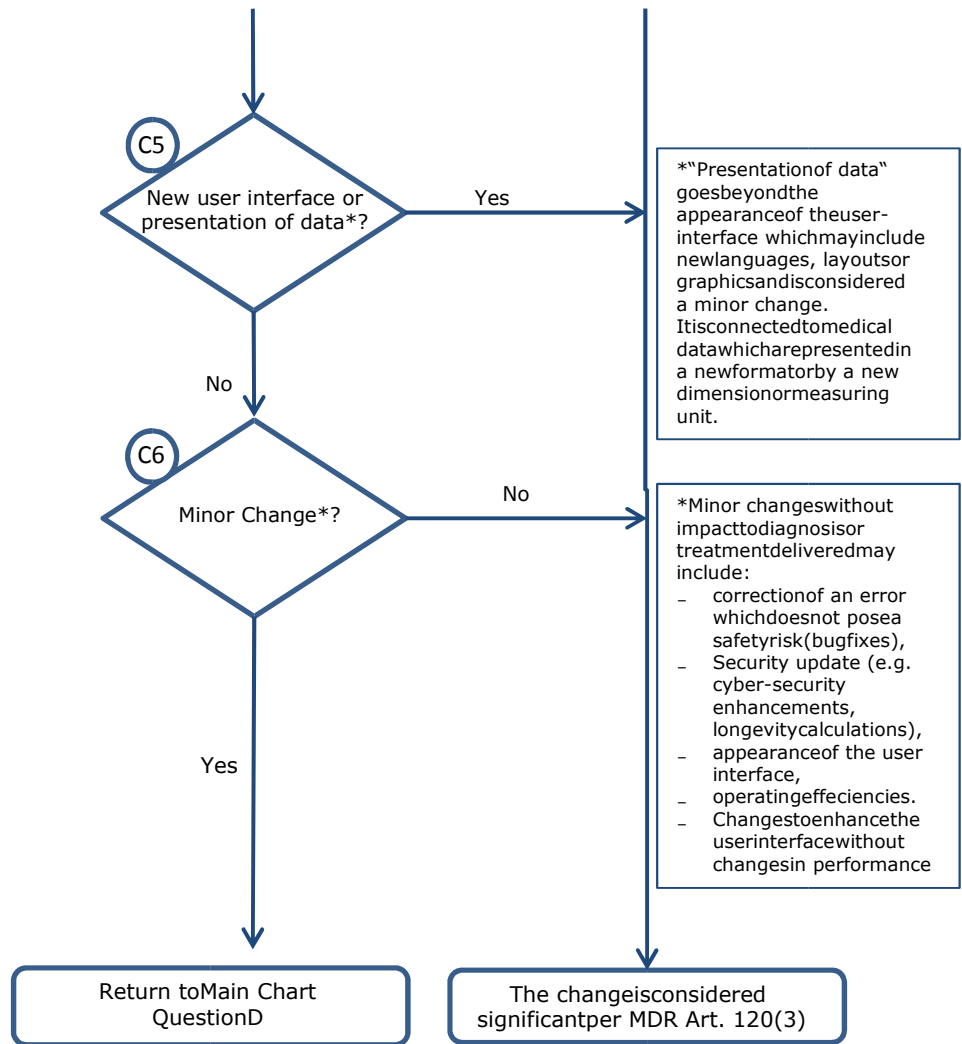 C5
New user interface or
presentation of data*?
Yes
*“Presentationof data“
goesbeyondthe
appearanceof theuser-
interface whichmayinclude
newlanguages, layoutsor
graphicsandisconsidered
a minor change.
Itisconnectedtomedical
datawhicharepresentedin
a newformatorby a new
dimensionormeasuring
unit.
No
C6
Minor Change*?
No
*Minor changeswithout
impacttodiagnosisor
treatmentdeliveredmay
include:
– correctionof an error
whichdoesnot posea
safetyrisk(bugfixes),
– Security update (e.g.
cyber-security
enhancements,
longevitycalculations),
– appearanceof the user
interface,
– operatingeffeciencies.
– Changestoenhancethe
userinterfacewithout
changesin performance
Yes
Return toMain Chart
QuestionD
The changeisconsidered
significantper MDR Art. 120(3)